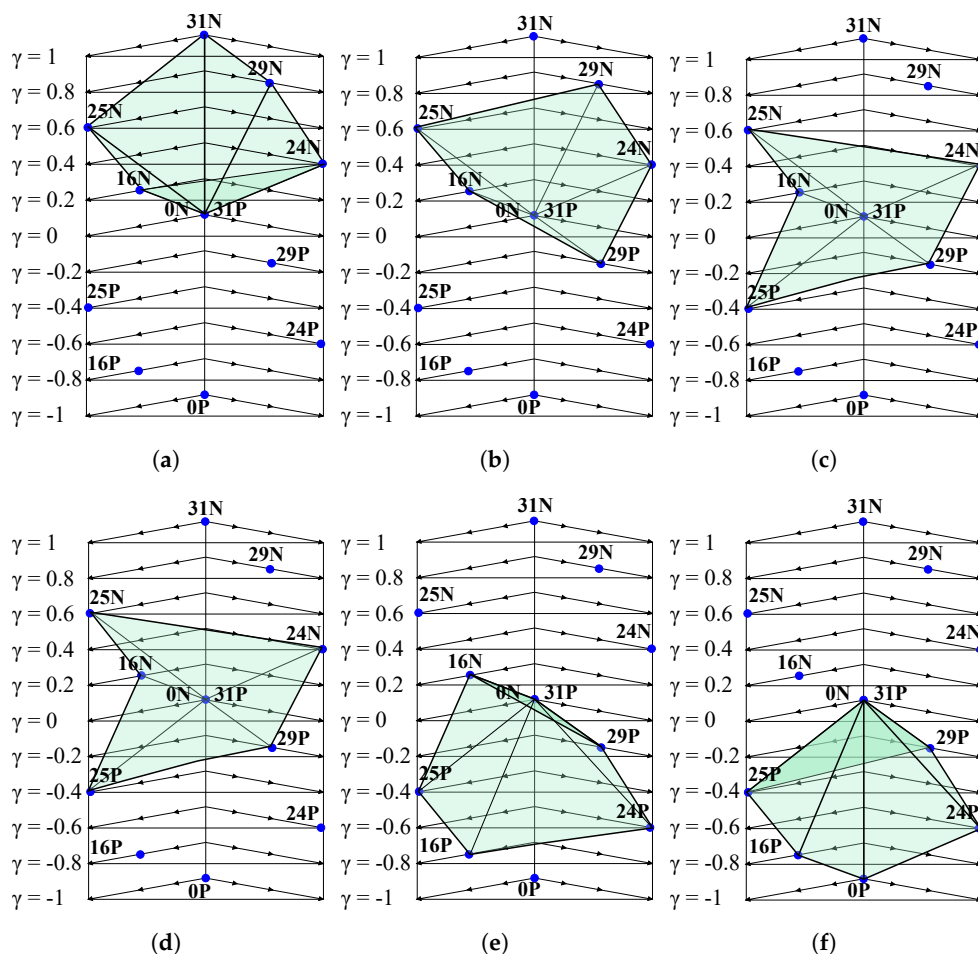 31N 31N 31N
γ = 1 29N γ = 1 29N γ = 1 29N
γ = 0.8 γ = 0.8 γ = 0.8
25N 25N 25N
γ = 0.6 γ = 0.6 γ = 0.6
24N 24N 24N
γ = 0.4 16N γ = 0.4 16N γ = 0.4 16N
γ = 0.2 0N 31P γ = 0.2 0N 31P γ = 0.2 0N 31P
γ = 0 γ = 0 γ = 0
29P 29P 29P
γ = -0.2 γ = -0.2 γ = -0.2
25P 25P 25P
γ = -0.4 γ = -0.4 γ = -0.4
24P 24P 24P
γ = -0.6 16P γ = -0.6 16P γ = -0.6 16P
γ = -0.8 γ = -0.8 γ = -0.8
γ = -1 0P γ = -1 0P γ = -1 0P
(a) (b) (c)
31N 31N 31N
γ = 1 29N γ = 1 29N γ = 1 29N
γ = 0.8 γ = 0.8 γ = 0.8
25N 25N 25N
γ = 0.6 γ = 0.6 γ = 0.6
24N 24N 24N
γ = 0.4 16N γ = 0.4 16N γ = 0.4 16N
γ = 0.2 0N 31P γ = 0.2 0N 31P γ = 0.2 0N 31P
γ = 0 γ = 0 γ = 0
29P 29P 29P
γ = -0.2 γ = -0.2 γ = -0.2
25P 25P 25P
γ = -0.4 γ = -0.4 γ = -0.4
24P 24P 24P
γ = -0.6 16P γ = -0.6 16P γ = -0.6 16P
γ = -0.8 γ = -0.8 γ = -0.8
γ = -1 0P γ = -1 0P γ = -1 0P
(d) (e) (f)